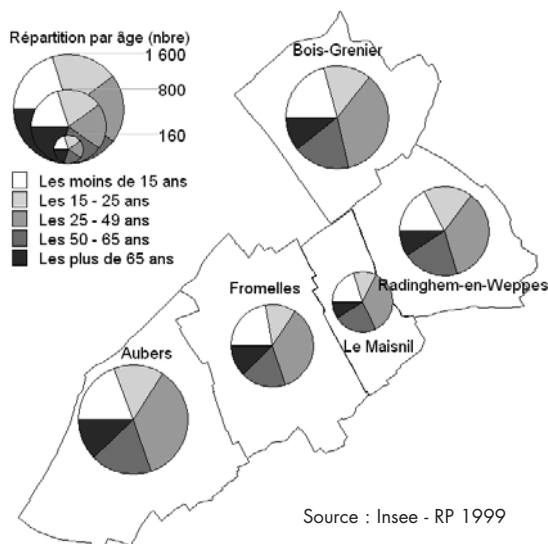 Répartition par âge (nbre)
1 600
800
160
Les moins de 15 ans
Les 15 - 25 ans
Les 25 - 49 ans
Les 50 - 65 ans
Les plus de 65 ans
Bois-Grenier
Radinghem-en-Weppes
Fromelles
Le Maisnil
Aubers
Source : Insee - RP 1999